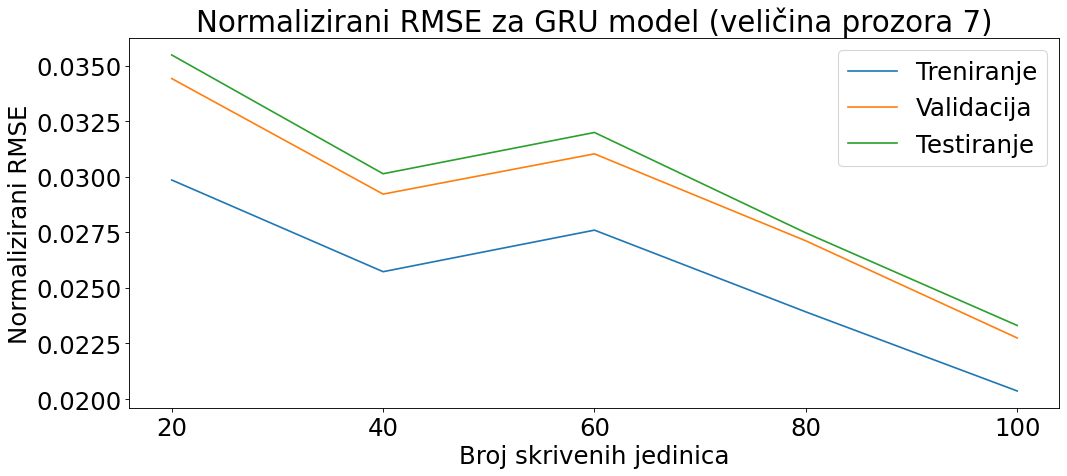 Normalizirani RMSE za GRU model (veličina prozora 7)
Treniranje
Validacija
Testiranje
Normalizirani RMSE
0.0350
0.0325
0.0300
0.0275
0.0250
0.0225
0.0200
20 40 60 80 100
Broj skrivenih jedinica